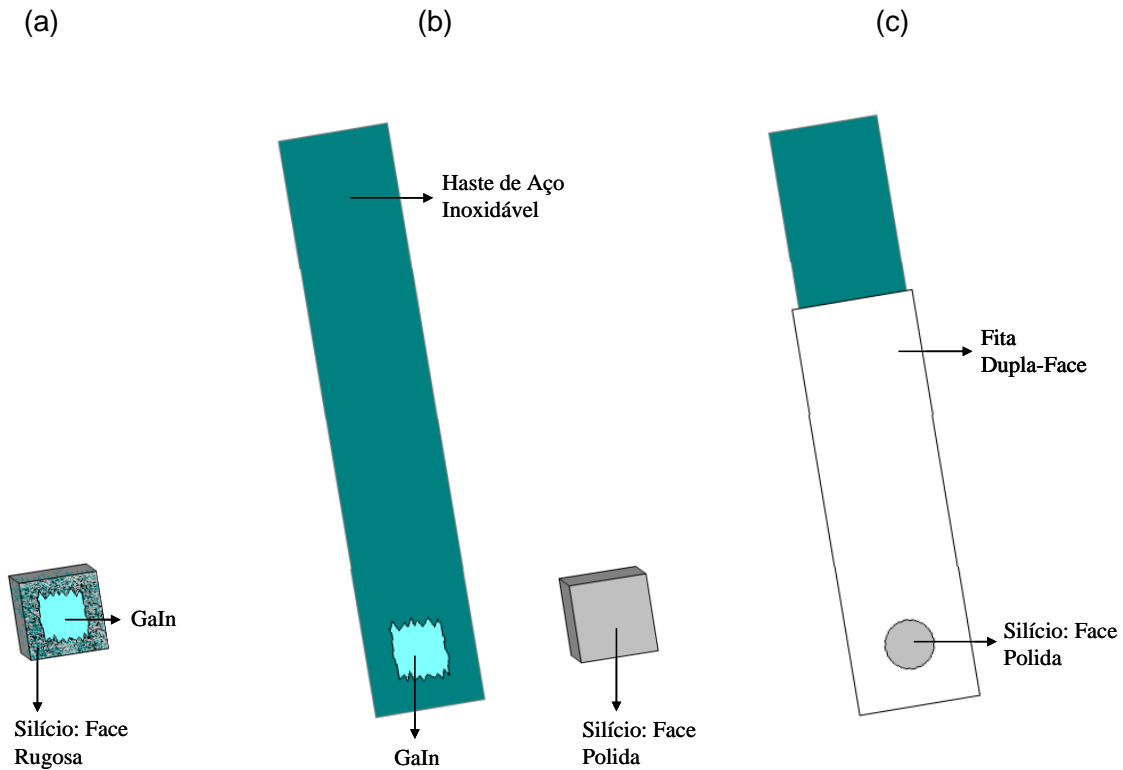 (a)
(b)
(c)
Haste de Aço
Inoxidável
Fita
Dupla-Face
GaIn
Silício: Face
Polida
Silício: Face
Rugosa
GaIn
Silício: Face
Polida